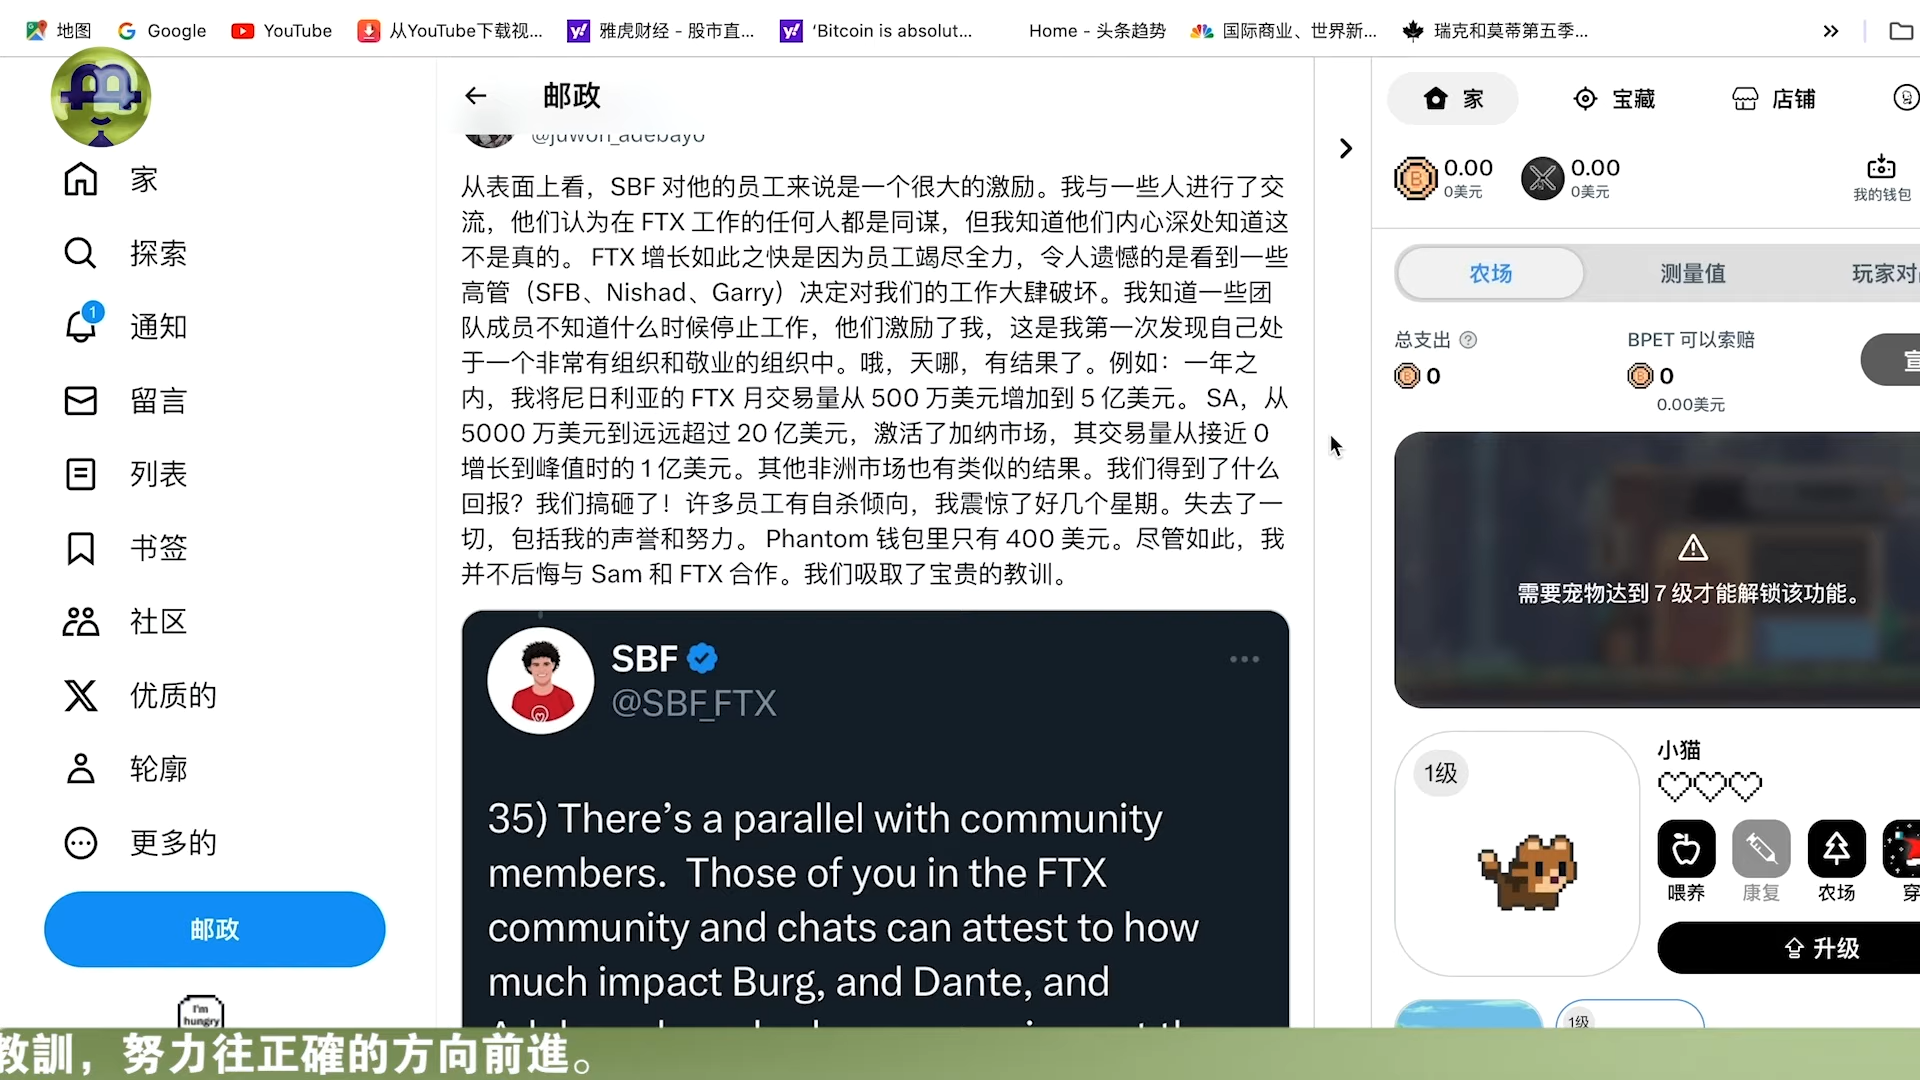 地图
Google
YouTube
从YouTube下载视...
雅虎财经 - 股市直...
‘Bitcoin is absolut...
Home - 头条趋势
国际商业、世界新...
瑞克和莫蒂第五季...
家
探索
1
通知
留言
列表
书签
社区
优质的
轮廓
更多的
邮政
I'm
hungry
邮政
@juwon_adebayo
从表面上看，SBF 对他的员工来说是一个很大的激励。我与一些人进行了交
流，他们认为在 FTX 工作的任何人都是同谋，但我知道他们内心深处知道这
不是真的。 FTX 增长如此之快是因为员工竭尽全力，令人遗憾的是看到一些
高管（SFB、Nishad、Garry）决定对我们的工作大肆破坏。我知道一些团
队成员不知道什么时候停止工作，他们激励了我，这是我第一次发现自己处
于一个非常有组织和敬业的组织中。哦，天哪，有结果了。例如：一年之
内，我将尼日利亚的 FTX 月交易量从 500 万美元增加到 5 亿美元。 SA，从
5000 万美元到远远超过 20 亿美元，激活了加纳市场，其交易量从接近 0
增长到峰值时的 1 亿美元。其他非洲市场也有类似的结果。我们得到了什么
回报？我们搞砸了！许多员工有自杀倾向，我震惊了好几个星期。失去了一
切，包括我的声誉和努力。 Phantom 钱包里只有 400 美元。尽管如此，我
并不后悔与 Sam 和 FTX 合作。我们吸取了宝贵的教训。
SBF
@SBF_FTX
35) There’s a parallel with community
members.  Those of you in the FTX
community and chats can attest to how
much impact Burg, and Dante, and
家
宝藏
店铺
0.00
0美元
0.00
0美元
我的钱包
农场
测量值
玩家对
总支出
0
BPET 可以索赔
0
0.00美元
宣
需要宠物达到 7 级才能解锁该功能。
1级
小猫
喂养
康复
农场
穿
升级
1级
教訓，努力往正確的方向前進。